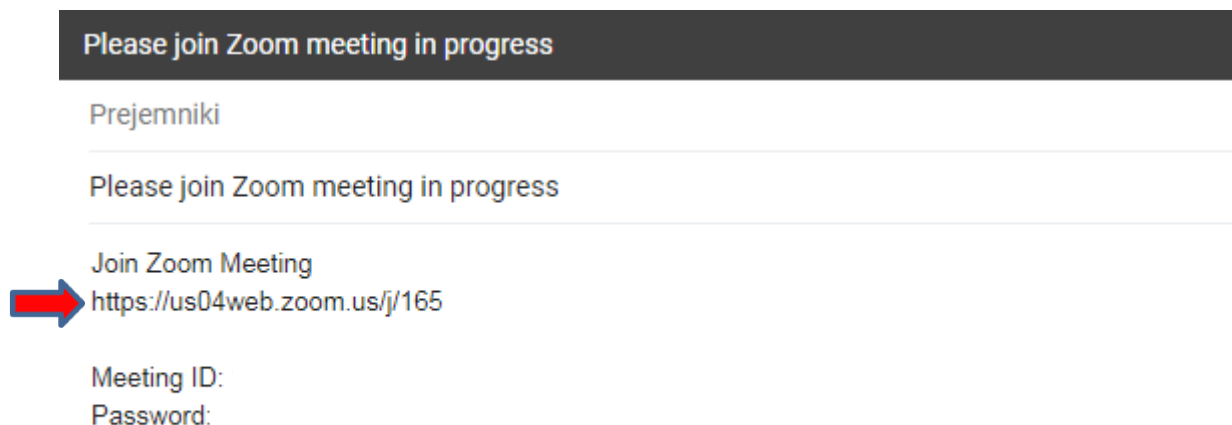 Please join Zoom meeting in progress
Prejemniki
Please join Zoom meeting in progress
Join Zoom Meeting
https://us04web.zoom.us/j/165
Meeting ID:
Password: